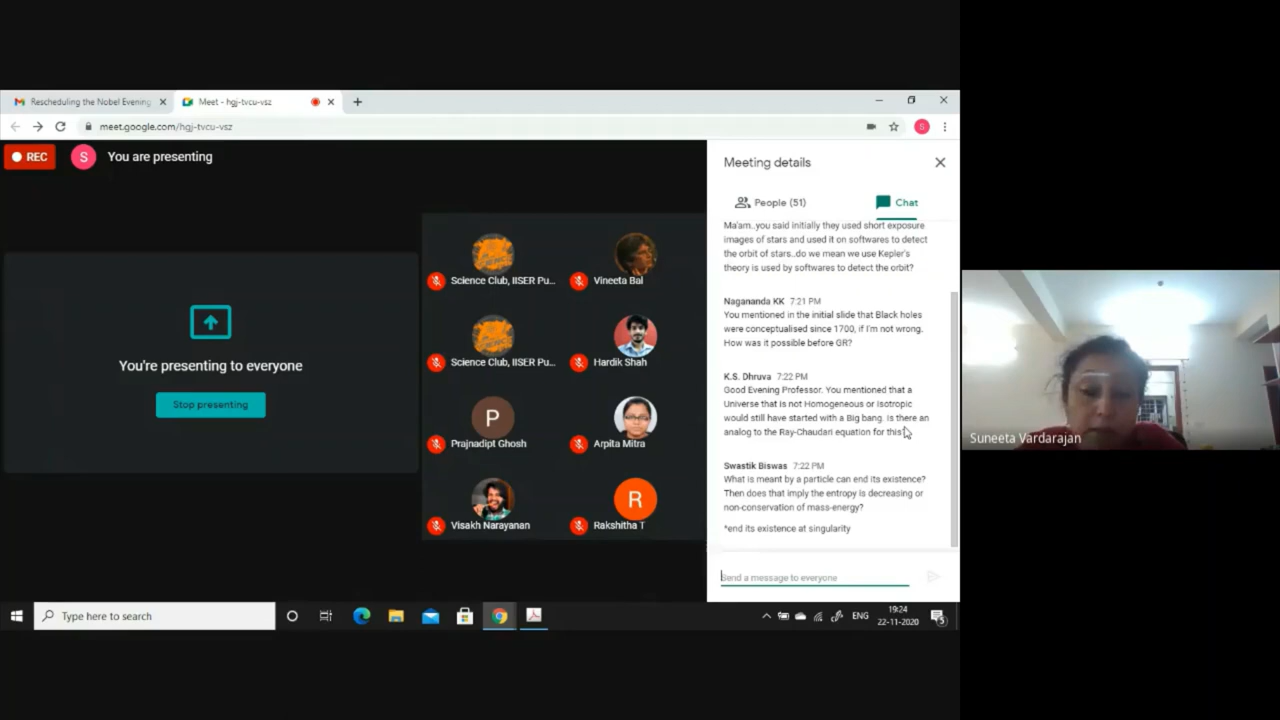 Rescheduling the Nobel Evening
Meet - hgj-tvcu-vsz
meet.google.com/hgj-tvcu-vsz
S
REC
S
You are presenting
You're presenting to everyone
Stop presenting
Science Club, IISER Pu...
Vineeta Bal
Science Club, IISER Pu...
Hardik Shah
P
Prajnadipt Ghosh
Arpita Mitra
Visakh Narayanan
R
Rakshitha T
Meeting details
People (51)
Chat
Ma'am..you said initially they used short exposure
images of stars and used it on softwares to detect
the orbit of stars..do we mean we use Kepler's
theory is used by softwares to detect the orbit?
Nagananda KK 7:21 PM
You mentioned in the initial slide that Black holes
were conceptualised since 1700, if I'm not wrong.
How was it possible before GR?
K.S. Dhruva 7:22 PM
Good Evening Professor. You mentioned that a
Universe that is not Homogeneous or Isotropic
would still have started with a Big bang. Is there an
analog to the Ray-Chaudari equation for this?
Swastik Biswas 7:22 PM
What is meant by a particle can end its existence?
Then does that imply the entropy is decreasing or
non-conservation of mass-energy?
*end its existence at singularity
Send a message to everyone
Suneeta Vardarajan
Type here to search
ENG
19:24
22-11-2020
5